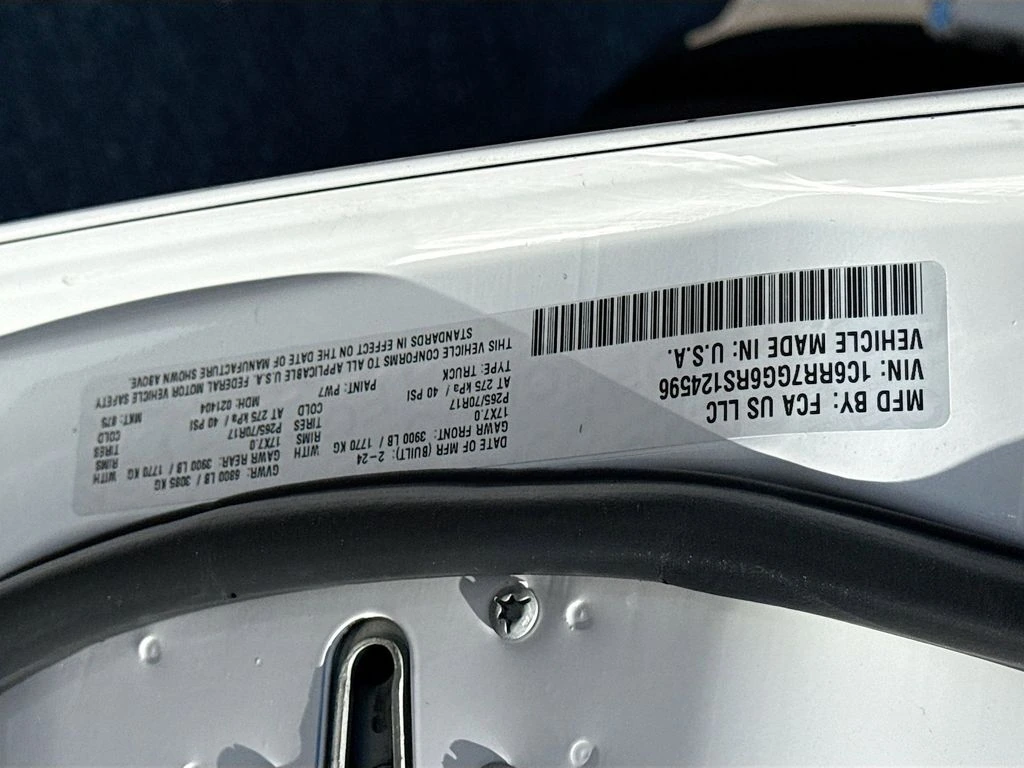 MFD BY: FCA US LLC
VIN: 1C6RR7GG6RS124596
VEHICLE MADE IN: U.S.A.
DATE OF MFR (BUILT): 2-24
GVWR: 6800 LB / 3085 KG
GAWR FRONT: 3900 LB / 1770 KG WITH
GAWR REAR: 3900 LB / 1770 KG WITH
17X7.0 RIMS
17X7.0 RIMS
P265/70R17 TIRES
P265/70R17 TIRES
AT 275 kPa / 40 PSI COLD
AT 275 kPa / 40 PSI COLD
TYPE: TRUCK PAINT: PW7 MDH: 021404 MKT: 875
THIS VEHICLE CONFORMS TO ALL APPLICABLE U.S.A. FEDERAL MOTOR VEHICLE SAFETY
STANDARDS IN EFFECT ON THE DATE OF MANUFACTURE SHOWN ABOVE.